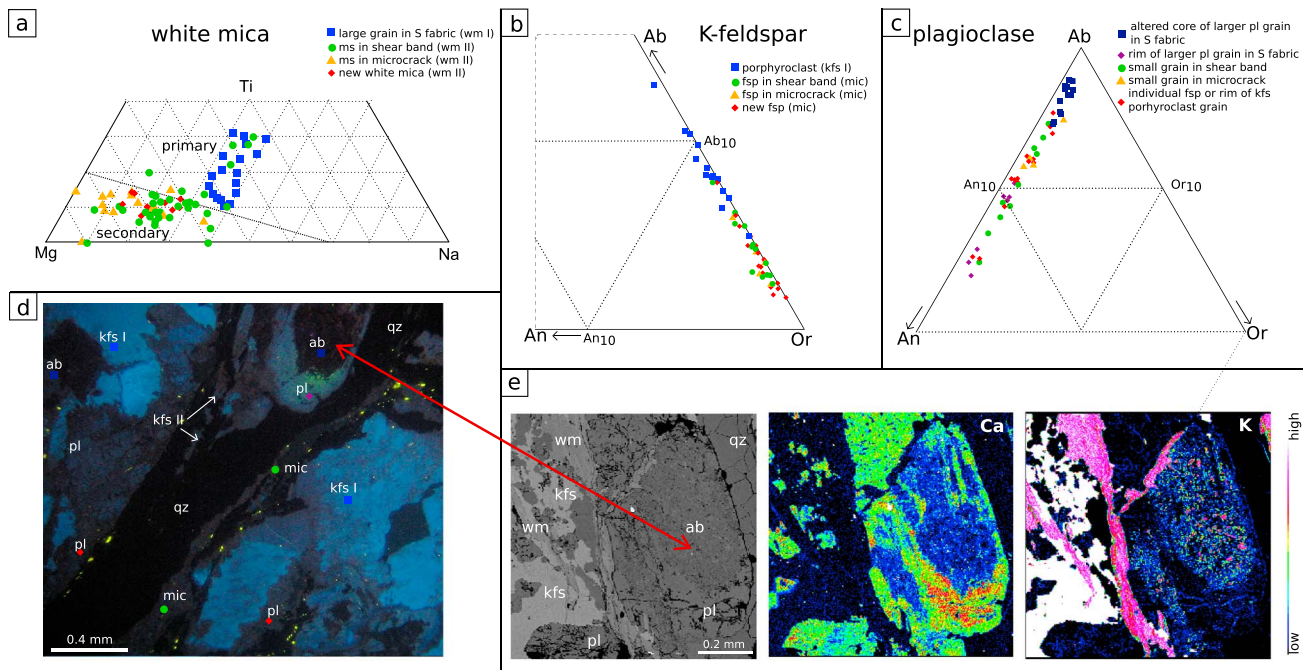 a
white mica
large grain in S fabric (wm I)
ms in shear band (wm II)
ms in microcrack (wm II)
new white mica (wm II)
Ti
primary
secondary
Mg
Na
b
Ab
K-feldspar
porphyroclast (kfs I)
fsp in shear band (mic)
fsp in microcrack (mic)
new fsp (mic)
Ab10
An
An10
Or
c
plagioclase
Ab
altered core of larger pl grain
in S fabric
rim of larger pl grain in S fabric
small grain in shear band
small grain in microcrack
individual fsp or rim of kfs
porhyroclast grain
An10
Or10
An
Or
d
kfs I
ab
qz
ab
pl
kfs II
pl
mic
kfs I
qz
pl
mic
pl
0.4 mm
e
wm
qz
kfs
wm
ab
kfs
pl
pl
0.2 mm
Ca
K
high
low